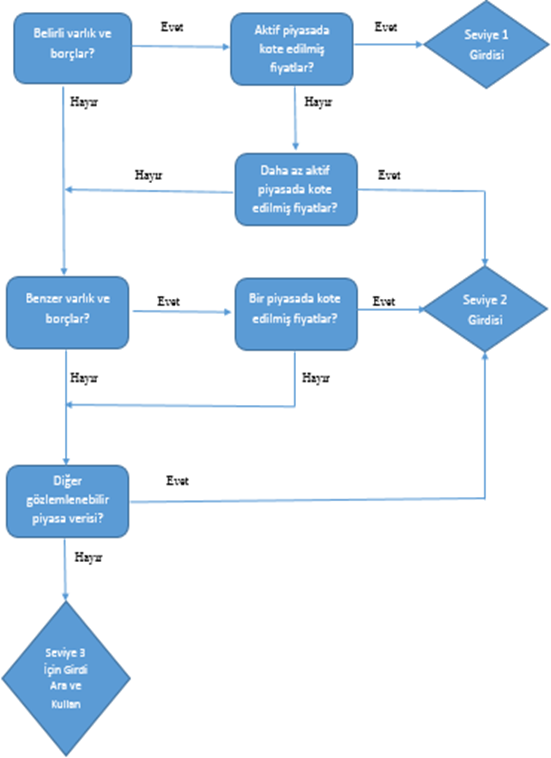 Belirli varlık ve
borçlar?
Evet
Aktif piyasada
kote edilmiş
fiyatlar?
Evet
Seviye 1
Girdisi
Hayır
Hayır
Daha az aktif
piyasada kote
edilmiş fiyatlar?
Hayır
Evet
Benzer varlık ve
borçlar?
Evet
Bir piyasada kote
edilmiş fiyatlar?
Evet
Seviye 2
Girdisi
Hayır
Hayır
Diğer
gözlemlenebilir
piyasa verisi?
Evet
Hayır
Seviye 3
İçin Girdi
Ara ve
Kullan